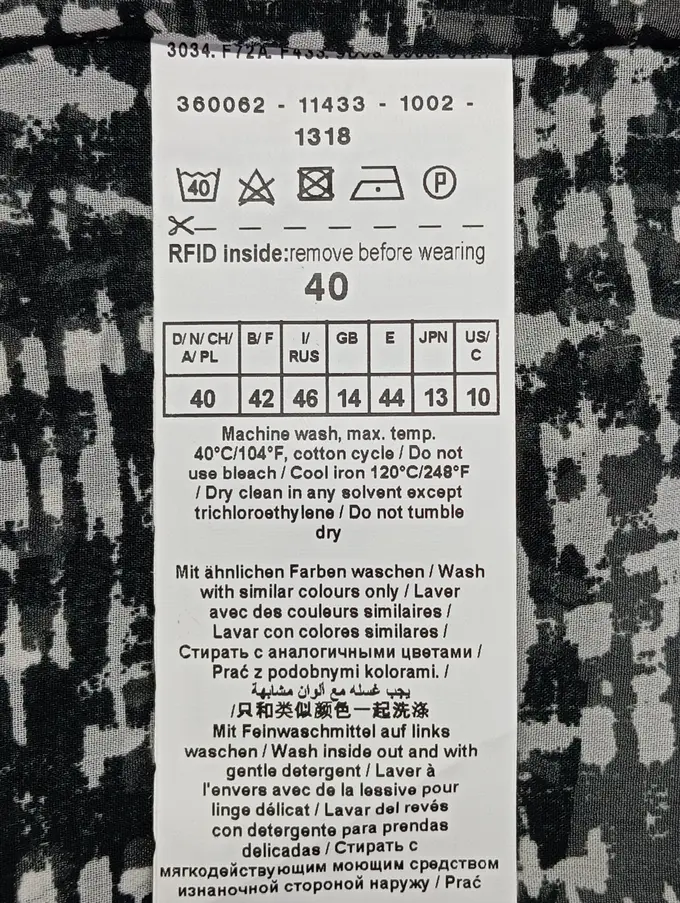 3034. F72A.
360062 - 11433 - 1002 -
1318
40
P
RFID inside:remove before wearing
40
D/ N/ CH/ A/ PL B/ F I/ RUS GB E JPN US/ C
40 42 46 14 44 13 10
Machine wash, max. temp.
40°C/104°F, cotton cycle / Do not
use bleach / Cool iron 120°C/248°F
/ Dry clean in any solvent except
trichloroethylene / Do not tumble
dry
Mit ähnlichen Farben waschen / Wash
with similar colours only / Laver
avec des couleurs similaires /
Lavar con colores similares /
Стирать с аналогичными цветами /
Prać z podobnymi kolorami. /
يجب غسله مع ألوان مشابهة
/只和类似颜色一起洗涤
Mit Feinwaschmittel auf links
waschen / Wash inside out and with
gentle detergent / Laver à
l'envers avec de la lessive pour
linge délicat / Lavar del revés
con detergente para prendas
delicadas / Стирать с
мягкодействующим моющим средством
изнаночной стороной наружу / Prać